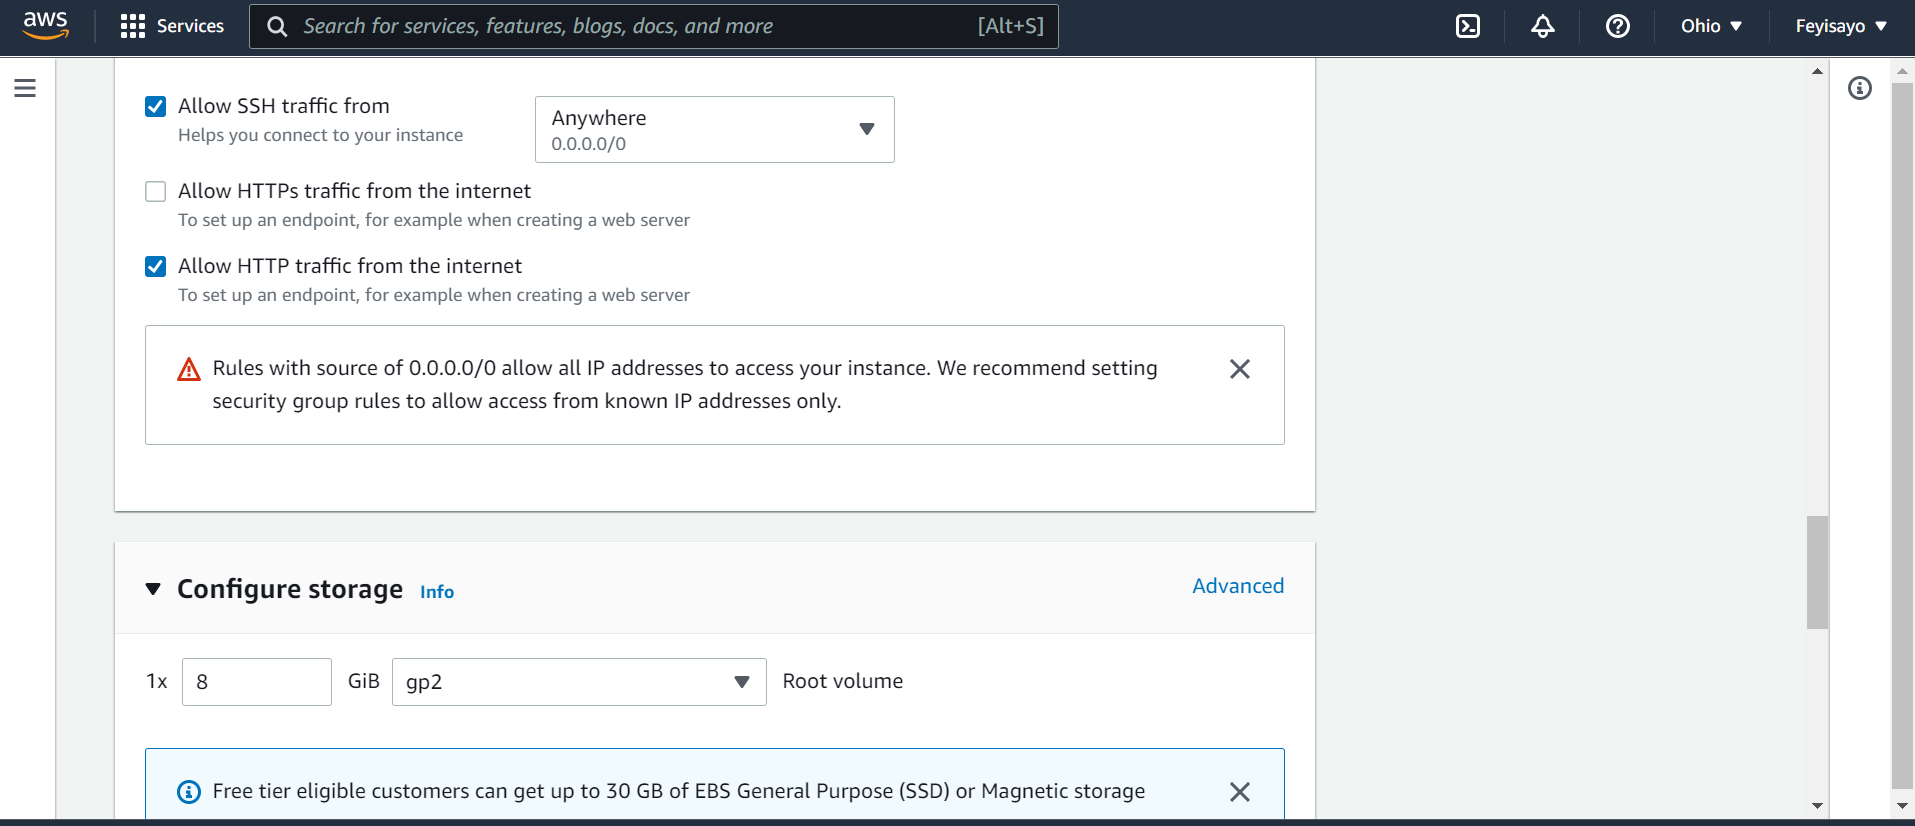 aws
Services
Search for services, features, blogs, docs, and more [Alt+S]
Ohio
Feyisayo
Allow SSH traffic from
Helps you connect to your instance
Anywhere
0.0.0.0/0
Allow HTTPs traffic from the internet
To set up an endpoint, for example when creating a web server
Allow HTTP traffic from the internet
To set up an endpoint, for example when creating a web server
Rules with source of 0.0.0.0/0 allow all IP addresses to access your instance. We recommend setting
security group rules to allow access from known IP addresses only.
Configure storage Info
Advanced
1x 8 GiB gp2 Root volume
Free tier eligible customers can get up to 30 GB of EBS General Purpose (SSD) or Magnetic storage